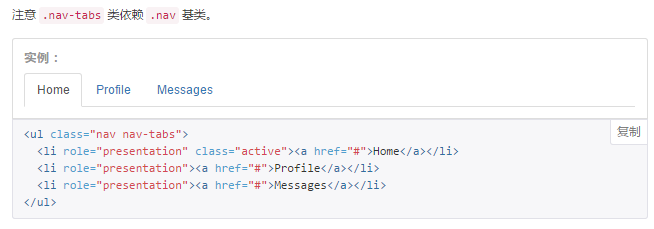 注意 .nav-tabs 类依赖 .nav 基类。
实例：
Home Profile Messages
复制
<ul class="nav nav-tabs">
  <li role="presentation" class="active"><a href="#">Home</a></li>
  <li role="presentation"><a href="#">Profile</a></li>
  <li role="presentation"><a href="#">Messages</a></li>
</ul>